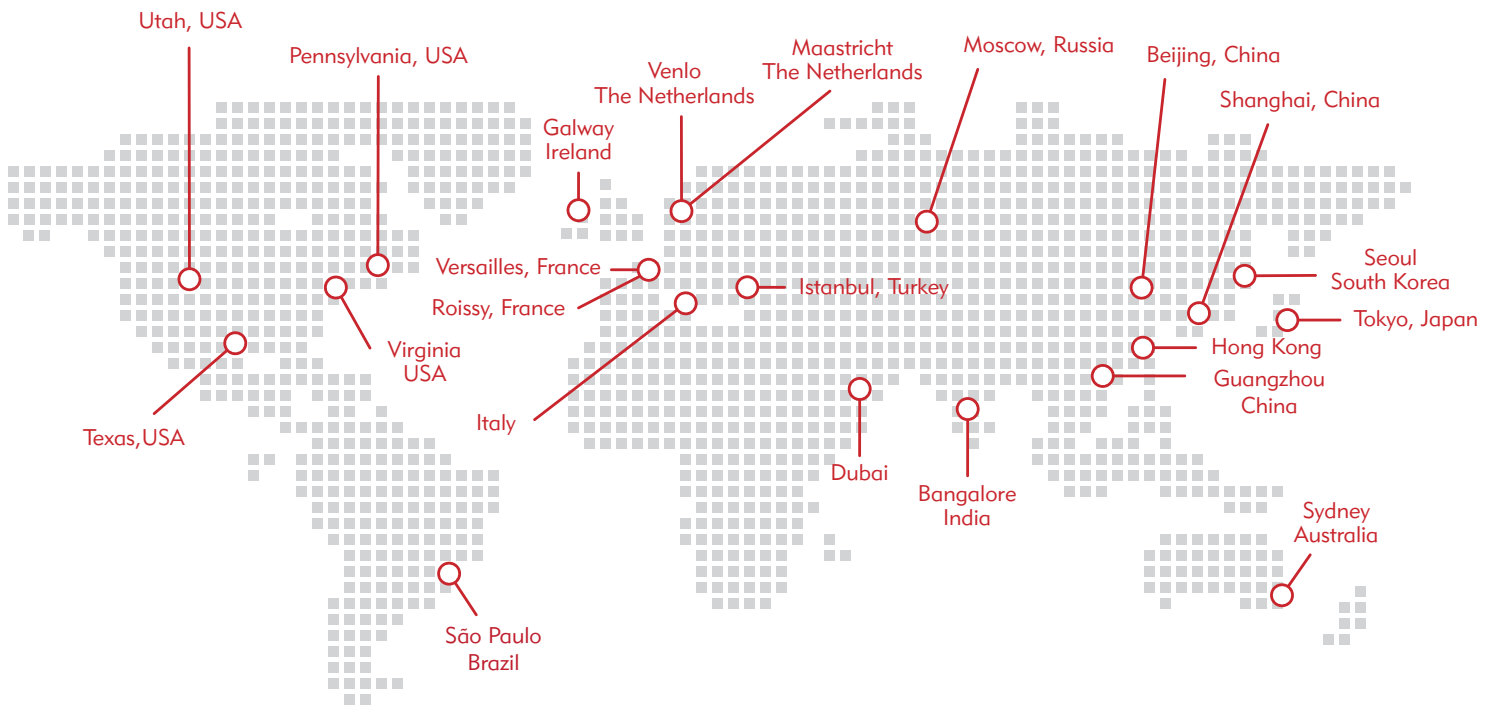 Utah, USA
Pennsylvania, USA
Venlo
The Netherlands
Maastricht
The Netherlands
Moscow, Russia
Beijing, China
Shanghai, China
Galway
Ireland
Versailles, France
Roissy, France
Istanbul, Turkey
Seoul
South Korea
Tokyo, Japan
Hong Kong
Guangzhou
China
Virginia
USA
Texas,USA
Italy
Dubai
Bangalore
India
Sydney
Australia
São Paulo
Brazil